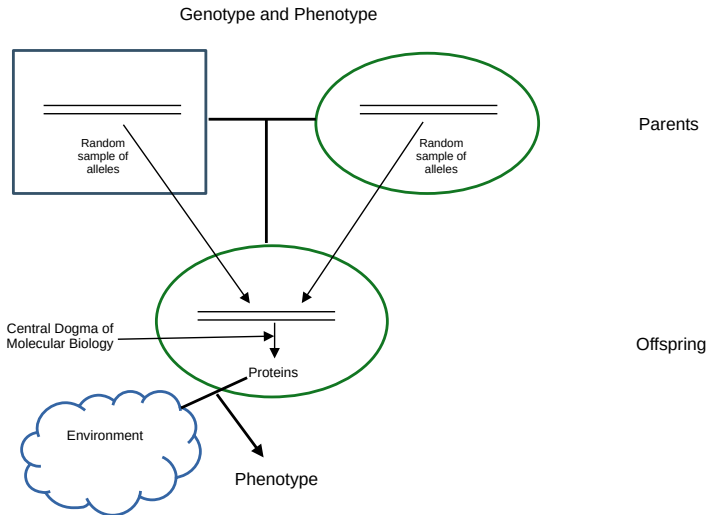 Genotype and Phenotype
Random
sample of
alleles
Random
sample of
alleles
Parents
Central Dogma of
Molecular Biology
Proteins
Offspring
Environment
Phenotype